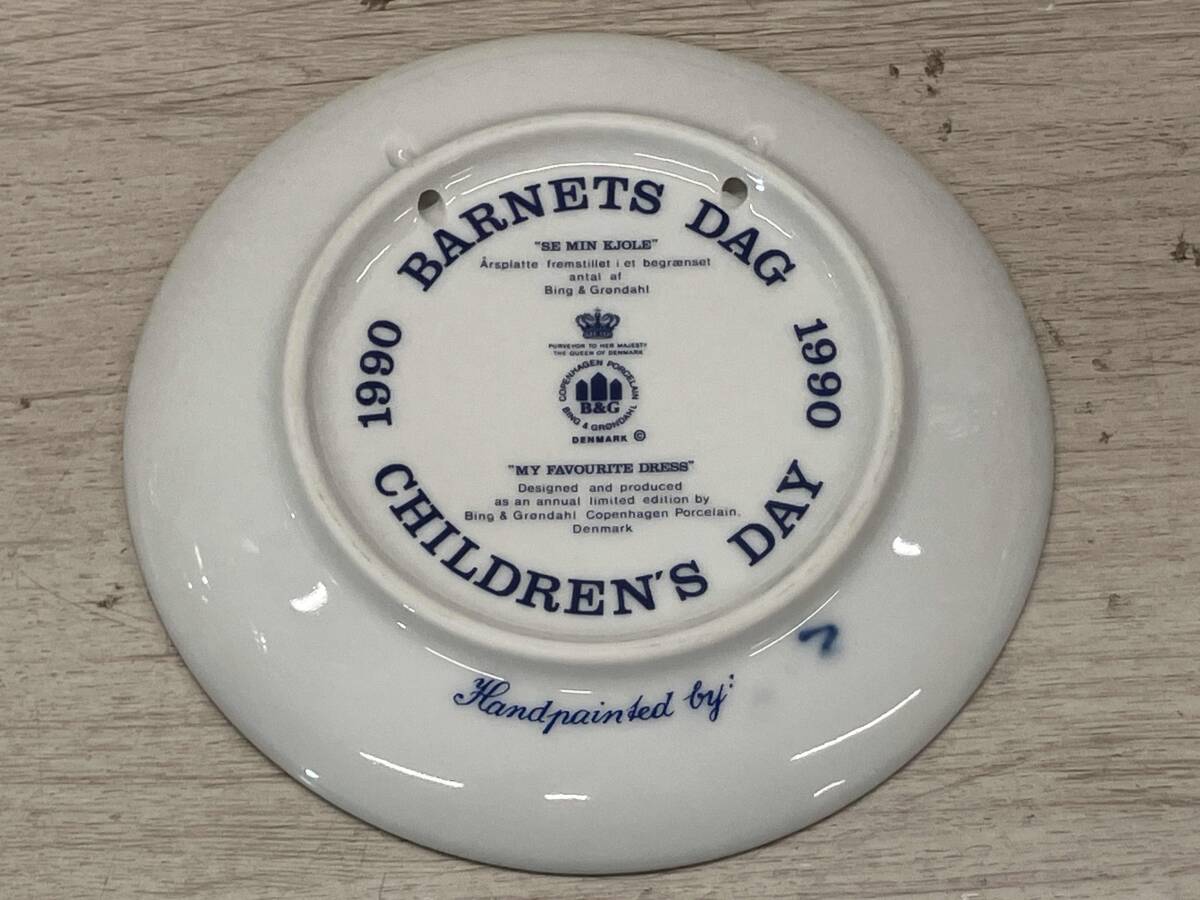 BARNETS DAG
"SE MIN KJOLE"
Årsplatte fremstillet i et begrænset
antal af
Bing & Grøndahl
1990
1990
PURVEYOR TO HER MAJESTY
THE QUEEN OF DENMARK
COPENHAGEN PORCELAIN
B&G
BING & GRØNDAHL
DENMARK ©
"MY FAVOURITE DRESS"
Designed and produced
as an annual limited edition by
Bing & Grøndahl Copenhagen Porcelain.
Denmark
CHILDREN'S DAY
Handpainted by: